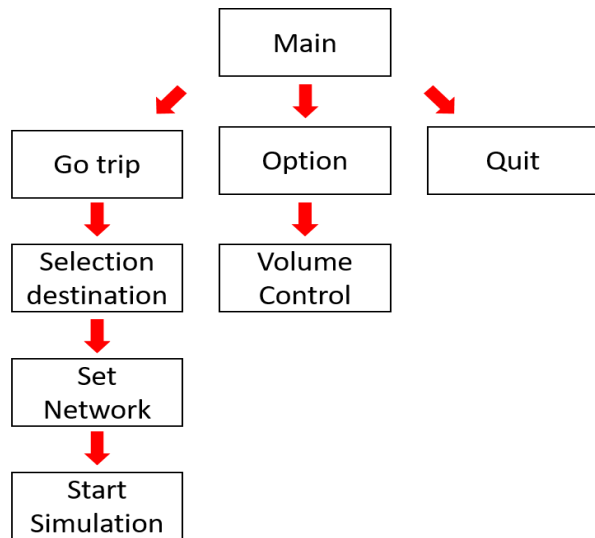 Main
Go trip
Option
Quit
Selection
destination
Volume
Control
Set
Network
Start
Simulation